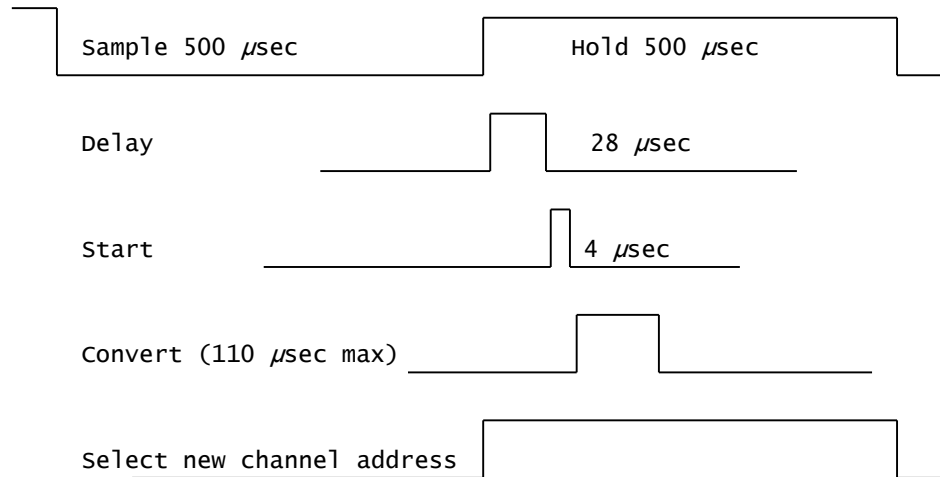 Sample 500 μsec Hold 500 μsec
Delay 28 μsec
Start 4 μsec
Convert (110 μsec max)
Select new channel address